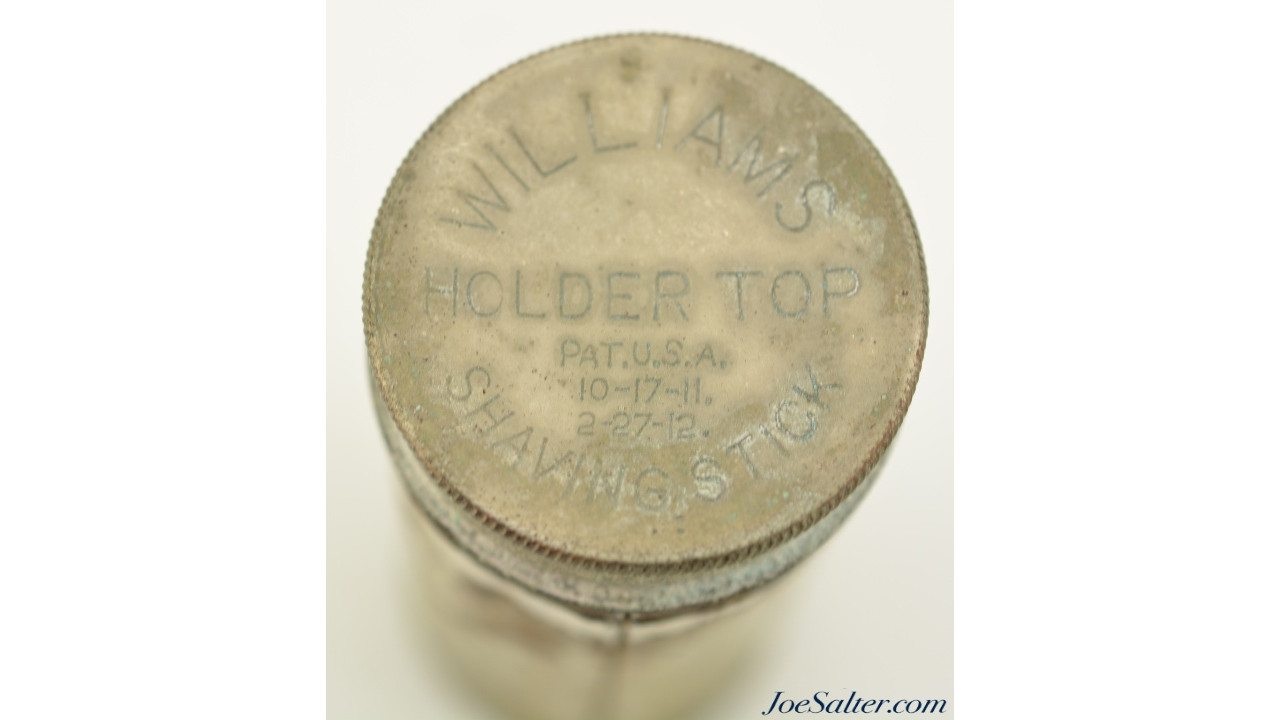 WILLIAMS
HOLDER TOP
PAT. U.S.A.
10-17-11.
2-27-12.
SHAVING STICK
JoeSalter.com